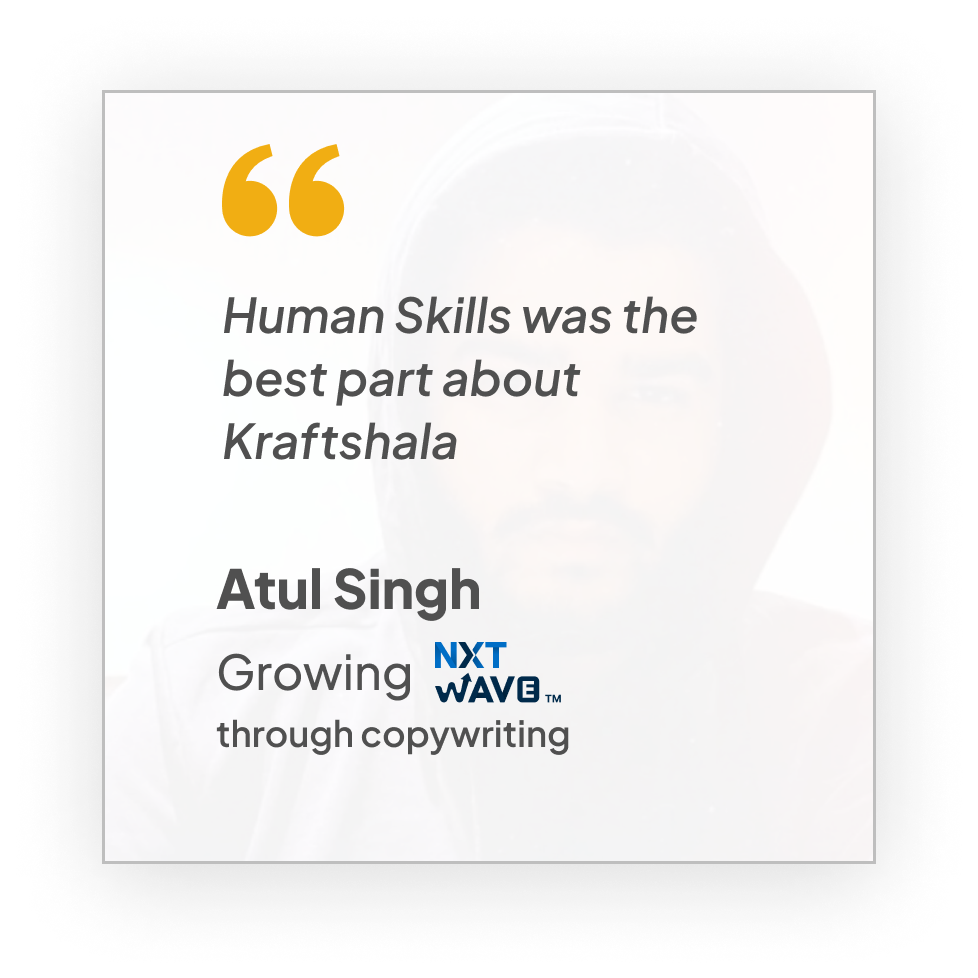 “
Human Skills was the
best part about
Kraftshala
Atul Singh
Growing NXT
WAVE™
through copywriting